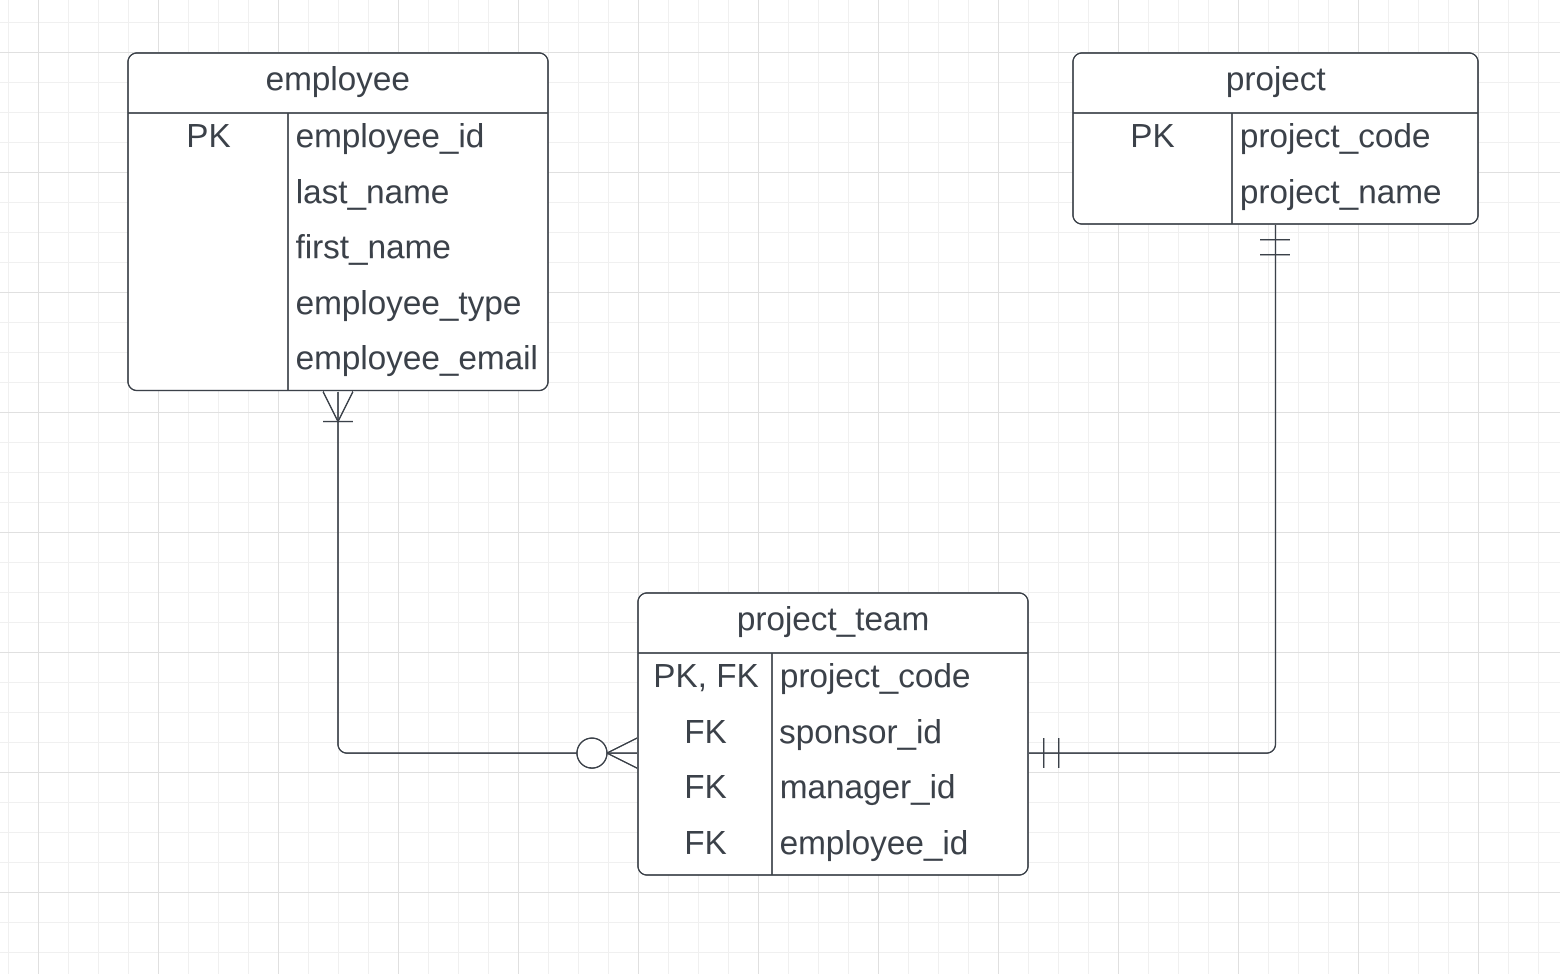 employee
PK employee_id
last_name
first_name
employee_type
employee_email
project
PK project_code
project_name
project_team
PK, FK project_code
FK sponsor_id
FK manager_id
FK employee_id